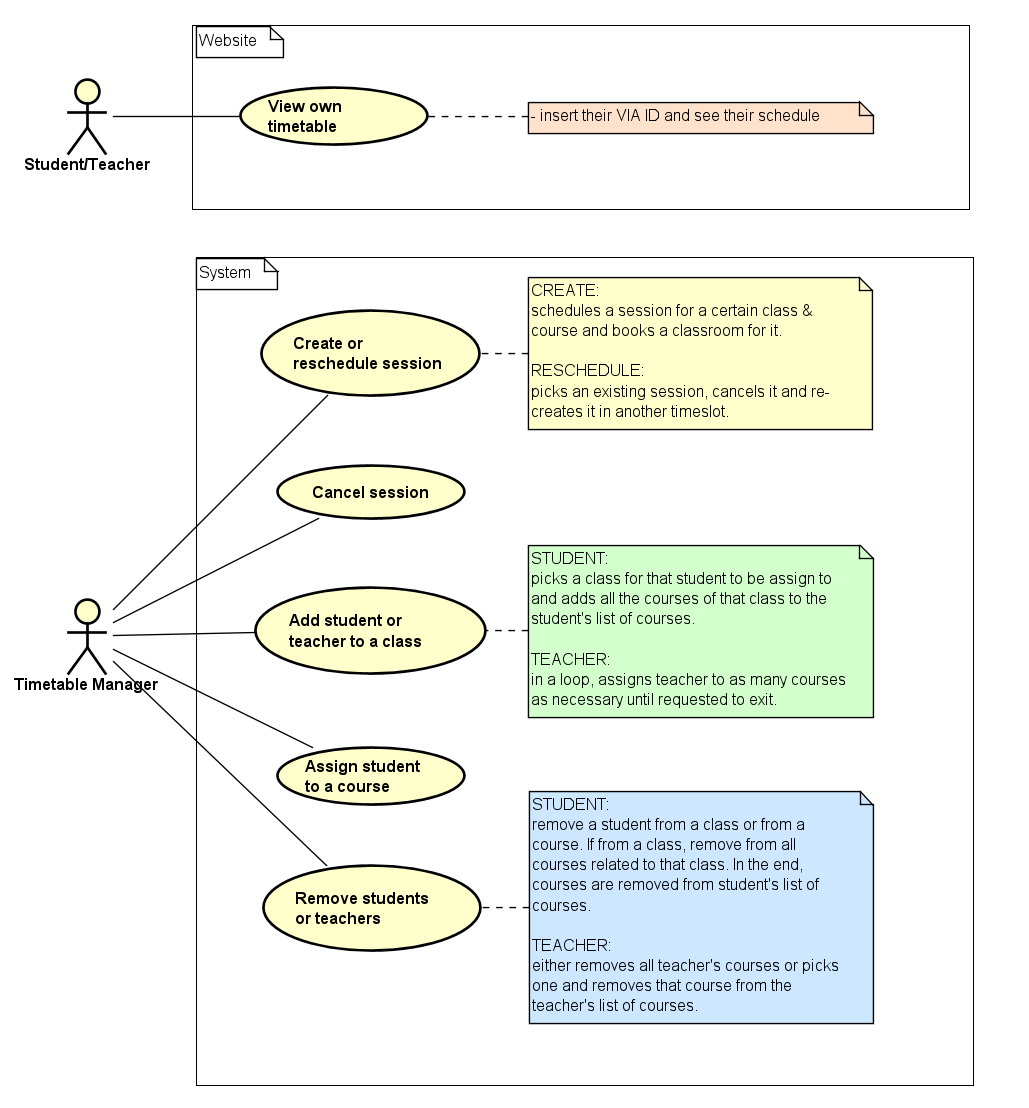 Website
View own
timetable
- insert their VIA ID and see their schedule
Student/Teacher
System
CREATE:
schedules a session for a certain class &
course and books a classroom for it.
RESCHEDULE:
picks an existing session, cancels it and re-
creates it in another timeslot.
Create or
reschedule session
Cancel session
STUDENT:
picks a class for that student to be assign to
and adds all the courses of that class to the
student's list of courses.
TEACHER:
in a loop, assigns teacher to as many courses
as necessary until requested to exit.
Add student or
teacher to a class
Timetable Manager
Assign student
to a course
STUDENT:
remove a student from a class or from a
course. If from a class, remove from all
courses related to that class. In the end,
courses are removed from student's list of
courses.
TEACHER:
either removes all teacher's courses or picks
one and removes that course from the
teacher's list of courses.
Remove students
or teachers